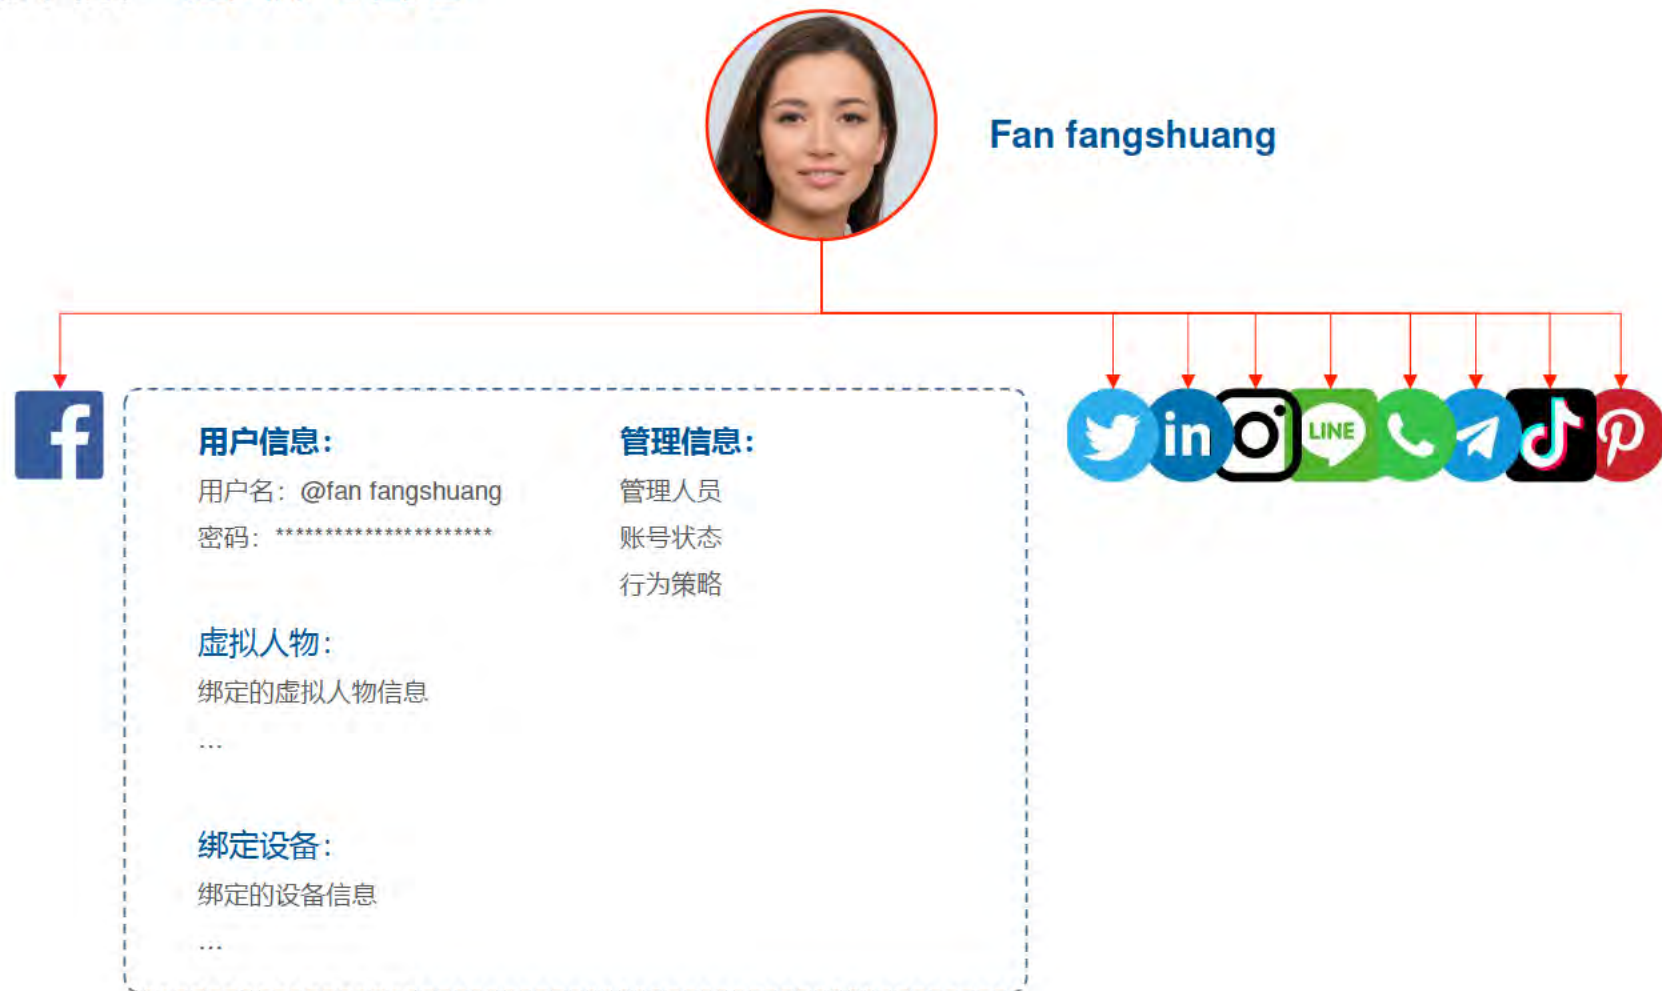 Fan fangshuang
用户信息：
用户名：@fan fangshuang
密码：**********************
虚拟人物：
绑定的虚拟人物信息
…
绑定设备：
绑定的设备信息
…
管理信息：
管理人员
账号状态
行为策略
in
LINE